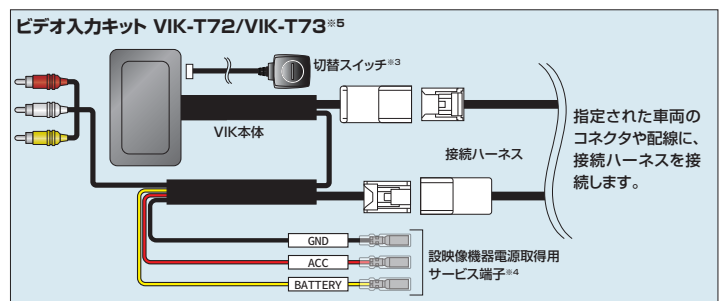 ビデオ入力キット VIK-T72/VIK-T73※5
切替スイッチ※3
VIK本体
接続ハーネス
指定された車両の
コネクタや配線に、
接続ハーネスを接
続します。
GND
ACC
BATTERY
設映像機器電源取得用
サービス端子※4